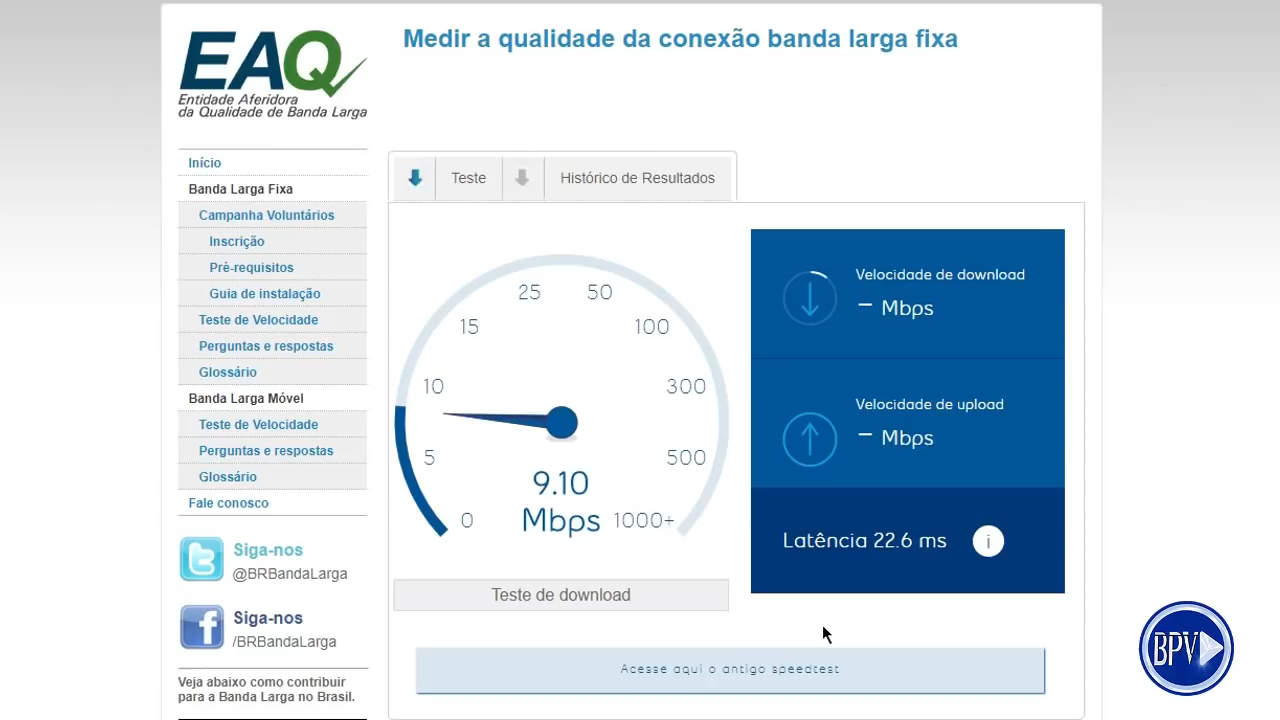 EAQ
Entidade Aferidora
da Qualidade de Banda Larga
Medir a qualidade da conexão banda larga fixa
Início
Banda Larga Fixa
Campanha Voluntários
Inscrição
Pré-requisitos
Guia de instalação
Teste de Velocidade
Perguntas e respostas
Glossário
Banda Larga Móvel
Teste de Velocidade
Perguntas e respostas
Glossário
Fale conosco
Siga-nos
@BRBandaLarga
Siga-nos
/BRBandaLarga
Veja abaixo como contribuir
para a Banda Larga no Brasil.
Teste
Histórico de Resultados
25 50
15 100
10 300
5 500
0 1000+
9.10
Mbps
Teste de download
Velocidade de download
– Mbps
Velocidade de upload
– Mbps
Latência 22.6 ms i
Acesse aqui o antigo speedtest
BPV